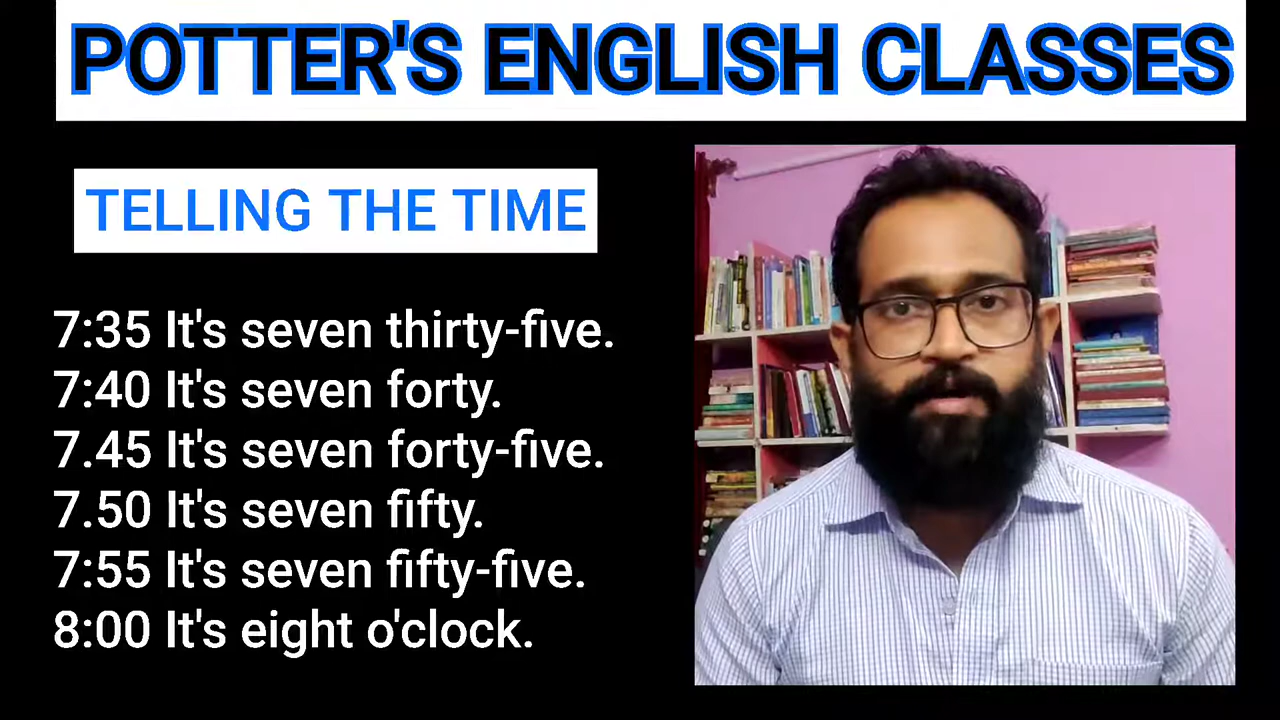 POTTER'S ENGLISH CLASSES
TELLING THE TIME
7:35 It's seven thirty-five.
7:40 It's seven forty.
7.45 It's seven forty-five.
7.50 It's seven fifty.
7:55 It's seven fifty-five.
8:00 It's eight o'clock.